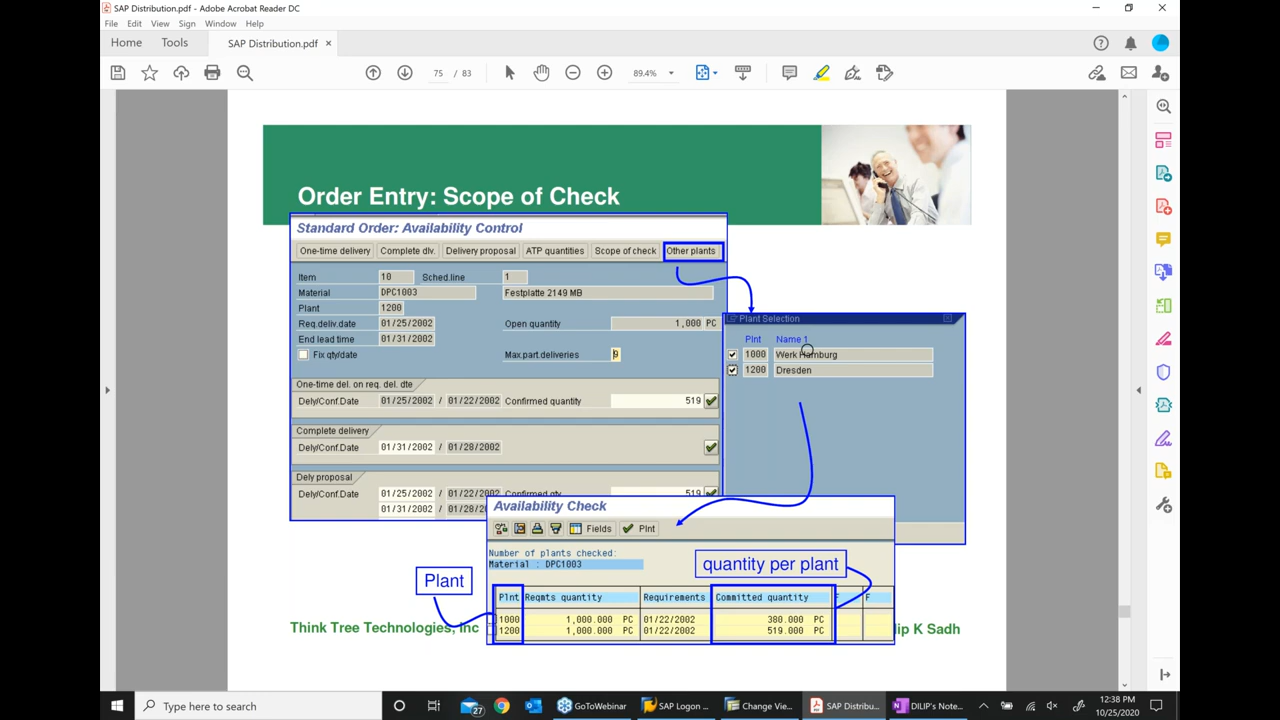 SAP Distribution.pdf - Adobe Acrobat Reader DC
File Edit View Sign Window Help
Home Tools SAP Distribution.pdf ×
75 / 83 89.4%
Order Entry: Scope of Check
Standard Order: Availability Control
One-time delivery Complete dlv. Delivery proposal ATP quantities Scope of check Other plants
Item 10 Sched.line 1
Material DPC1003 Festplatte 2149 MB
Plant 1200
Req.deliv.date 01/25/2002 Open quantity 1,000 PC
End lead time 01/31/2002
Fix qty/date Max.part.deliveries 9
One-time del. on req. del. dte
Dely/Conf.Date 01/25/2002 / 01/22/2002 Confirmed quantity 519
Complete delivery
Dely/Conf.Date 01/31/2002 / 01/28/2002
Dely proposal
Dely/Conf.Date 01/25/2002 / 01/22/2002 Confirmed qty 519
01/31/2002 / 01/28/2002
Plant Selection
Plnt Name 1
1000 Werk Hamburg
1200 Dresden
Availability Check
Fields Plnt
Number of plants checked:
Material : DPC1003
quantity per plant
Plant
Plnt Reqmts quantity Requirements Committed quantity F F
1000 1,000.000 PC 01/22/2002 380.000 PC
1200 1,000.000 PC 01/22/2002 519.000 PC
Think Tree Technologies, Inc lip K Sadh
Type here to search
27
GoToWebinar
SAP Logon ...
Change Vie...
SAP Distribu...
DILIP's Note...
12:38 PM
10/25/2020